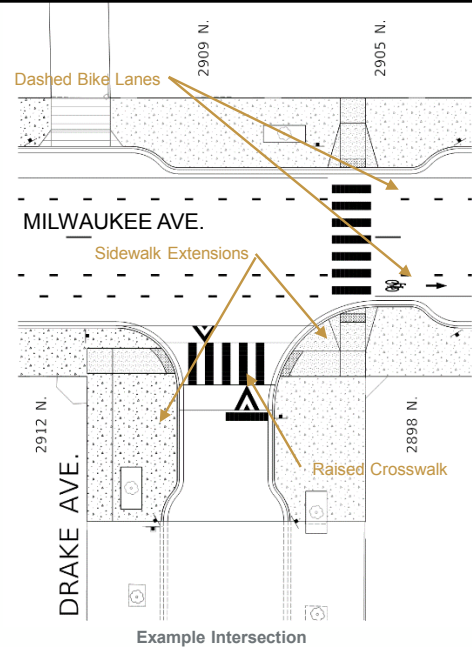 2909 N.
2905 N.
Dashed Bike Lanes
MILWAUKEE AVE.
Sidewalk Extensions
2912 N.
2898 N.
Raised Crosswalk
DRAKE AVE.
Example Intersection